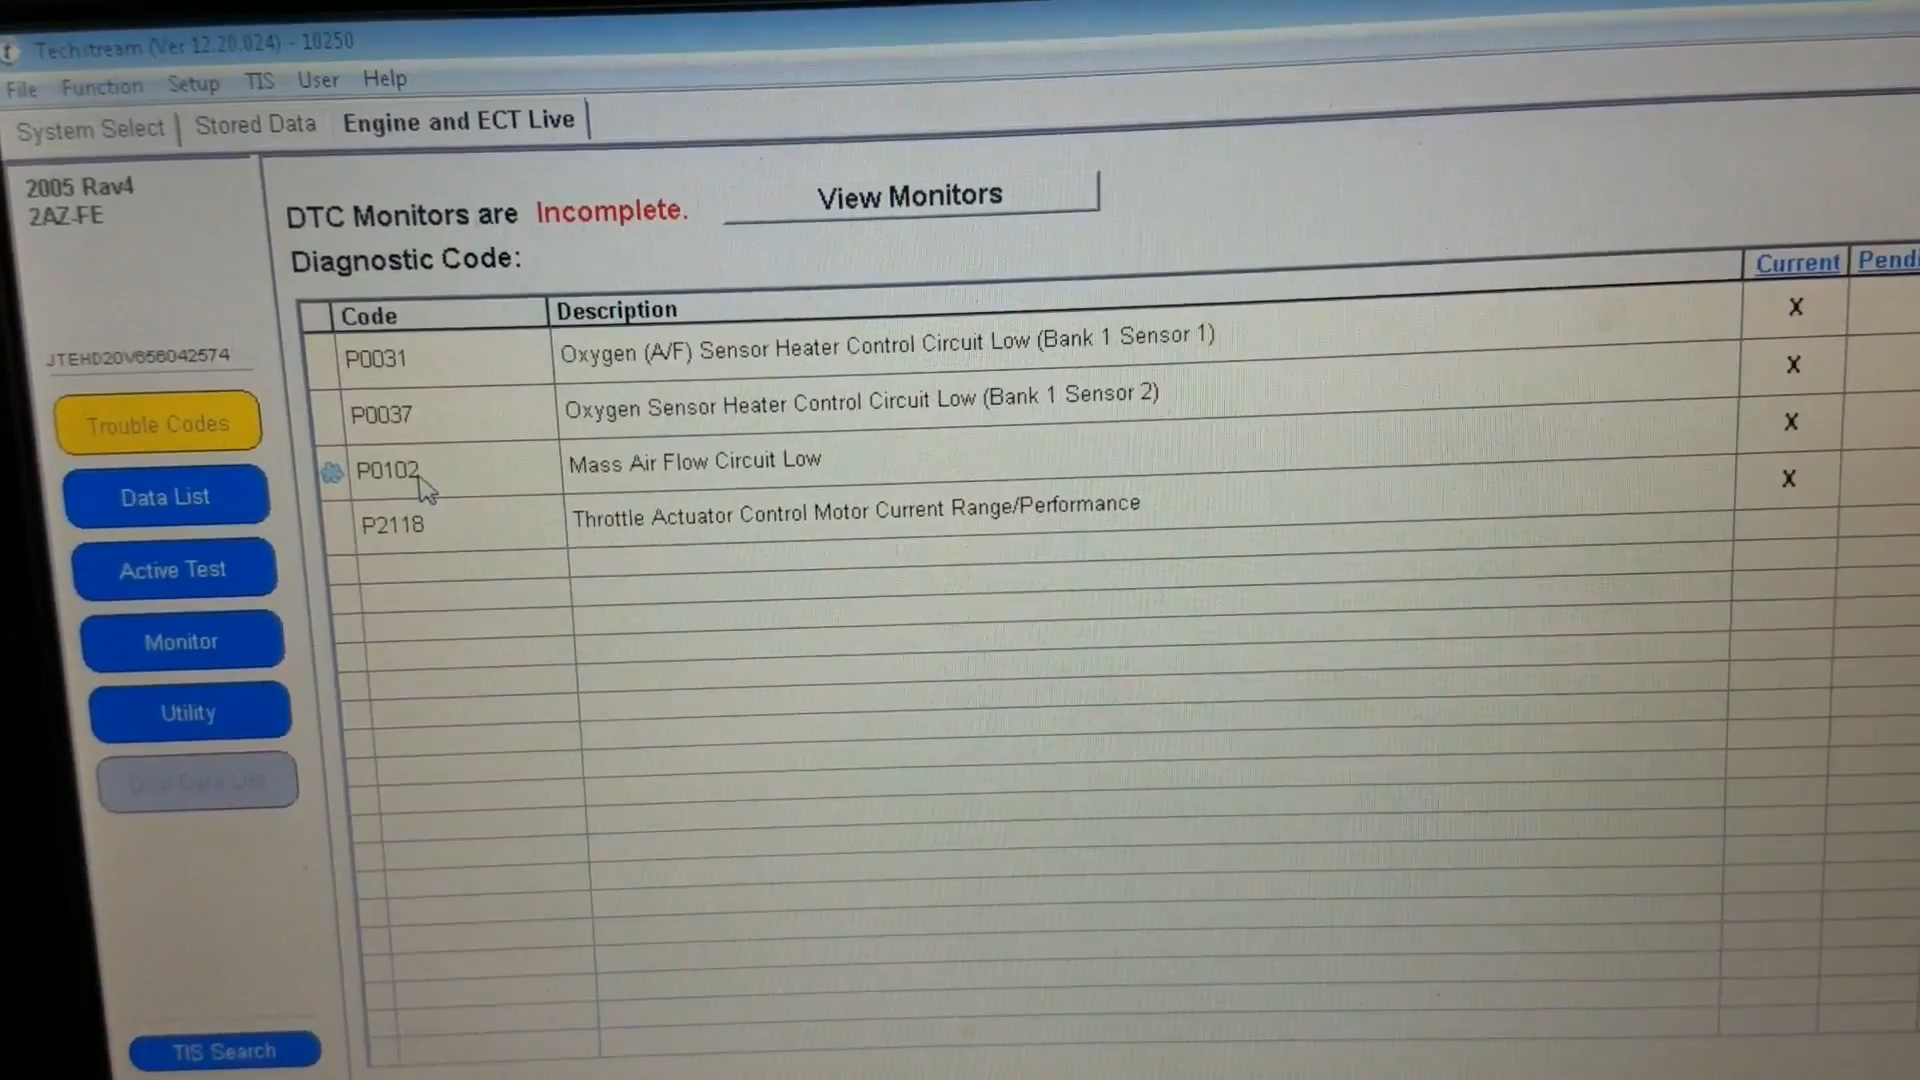 Techstream (Ver 12.20.024) - 10250
File Function Setup TIS User Help
System Select Stored Data Engine and ECT Live
2005 Rav4
2AZ-FE
JTEHD20V656042574
Trouble Codes
Data List
Active Test
Monitor
Utility
Dual Data List
TIS Search
DTC Monitors are Incomplete. View Monitors
Diagnostic Code:
Code Description Current Pendi
P0031 Oxygen (A/F) Sensor Heater Control Circuit Low (Bank 1 Sensor 1) X
P0037 Oxygen Sensor Heater Control Circuit Low (Bank 1 Sensor 2) X
P0102 Mass Air Flow Circuit Low X
P2118 Throttle Actuator Control Motor Current Range/Performance X